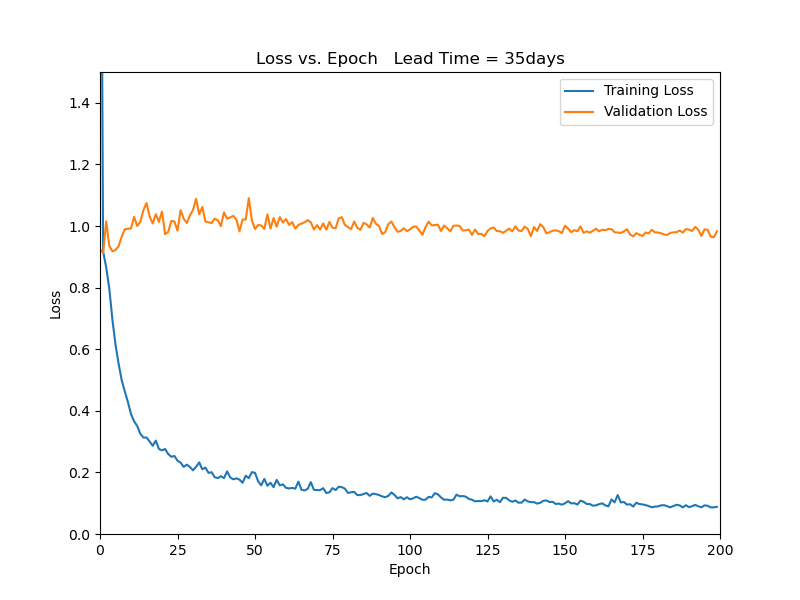 Loss vs. Epoch   Lead Time = 35days
Training Loss
Validation Loss
Loss
1.4
1.2
1.0
0.8
0.6
0.4
0.2
0.0
0 25 50 75 100 125 150 175 200
Epoch